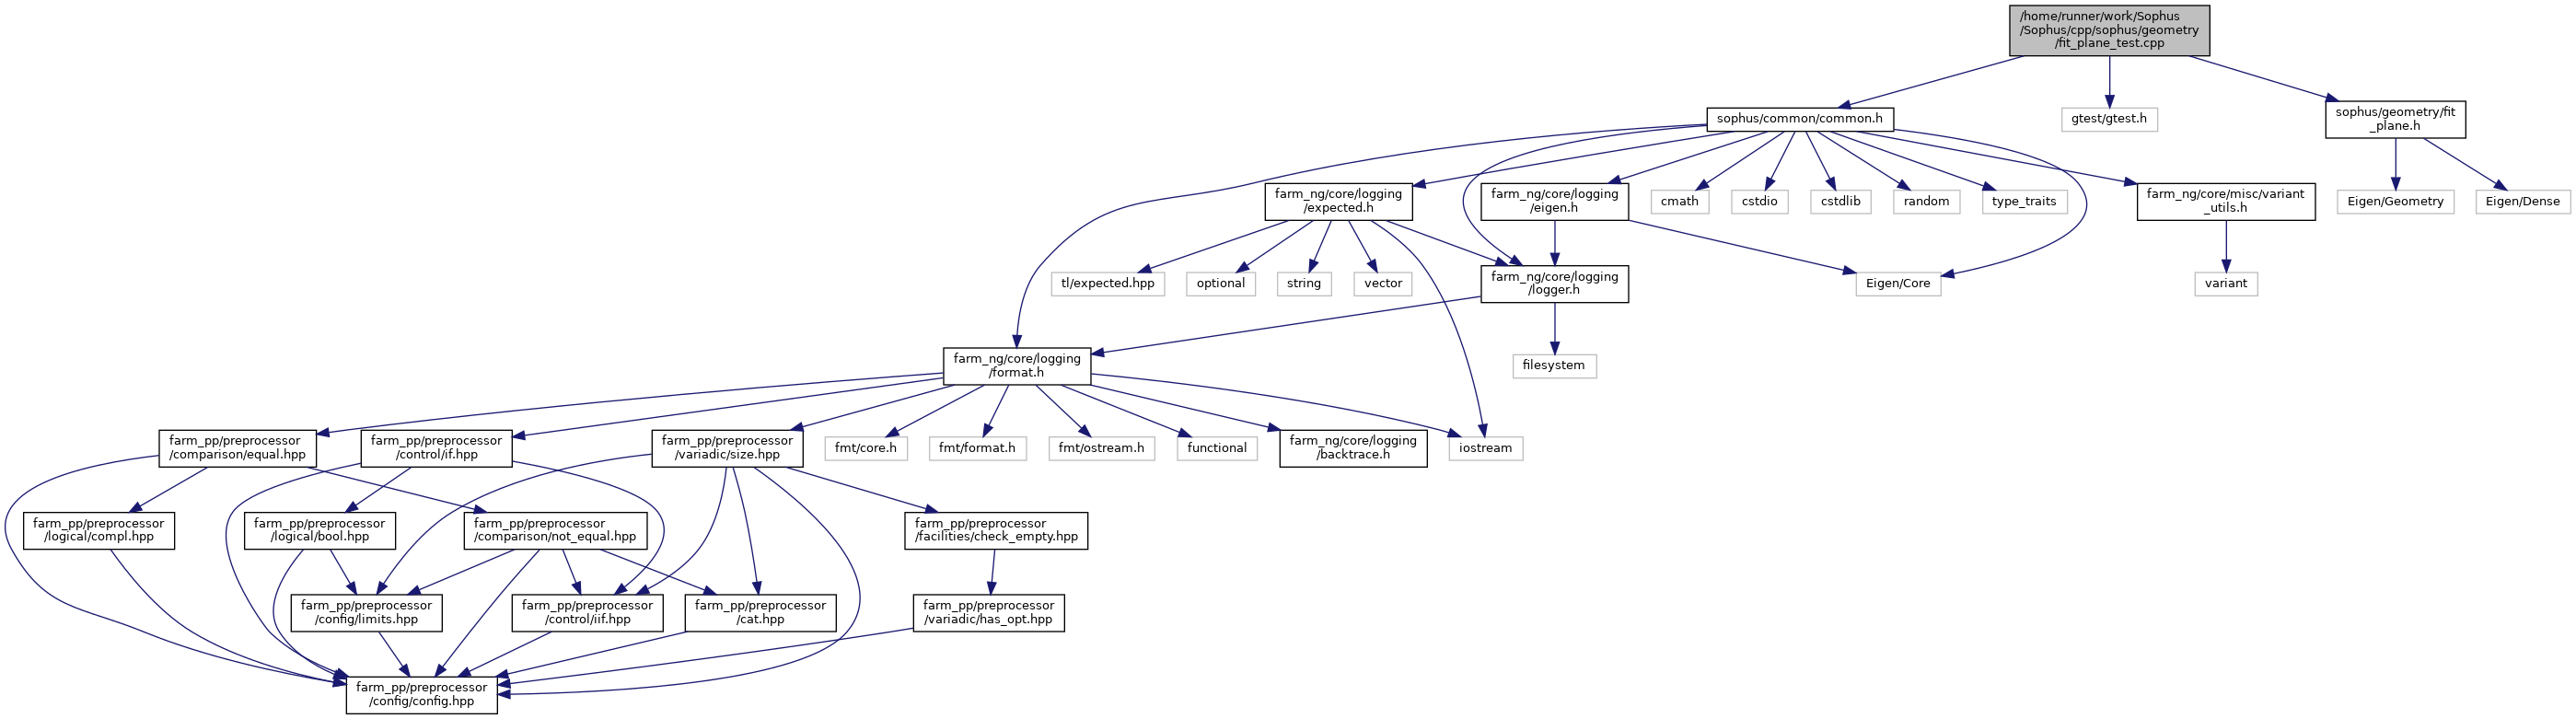 /home/runner/work/Sophus
/Sophus/cpp/sophus/geometry
/fit_plane_test.cpp
sophus/common/common.h
gtest/gtest.h
sophus/geometry/fit
_plane.h
farm_ng/core/logging
/expected.h
farm_ng/core/logging
/eigen.h
cmath
cstdio
cstdlib
random
type_traits
farm_ng/core/misc/variant
_utils.h
Eigen/Geometry
Eigen/Dense
tl/expected.hpp
optional
string
vector
farm_ng/core/logging
/logger.h
Eigen/Core
variant
farm_ng/core/logging
/format.h
filesystem
farm_pp/preprocessor
/comparison/equal.hpp
farm_pp/preprocessor
/control/if.hpp
farm_pp/preprocessor
/variadic/size.hpp
fmt/core.h
fmt/format.h
fmt/ostream.h
functional
farm_ng/core/logging
/backtrace.h
iostream
farm_pp/preprocessor
/logical/compl.hpp
farm_pp/preprocessor
/logical/bool.hpp
farm_pp/preprocessor
/comparison/not_equal.hpp
farm_pp/preprocessor
/facilities/check_empty.hpp
farm_pp/preprocessor
/config/limits.hpp
farm_pp/preprocessor
/control/iif.hpp
farm_pp/preprocessor
/cat.hpp
farm_pp/preprocessor
/variadic/has_opt.hpp
farm_pp/preprocessor
/config/config.hpp